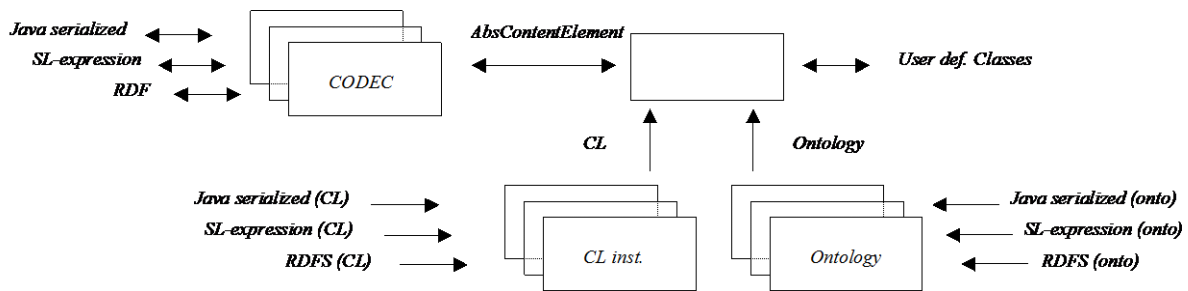 Java serialized
AbsContentElement
SL-expression
User def. Classes
CODEC
RDF
CL
Ontology
Java serialized (CL)
Java serialized (onto)
SL-expression (CL)
SL-expression (onto)
CL inst.
Ontology
RDFS (CL)
RDFS (onto)